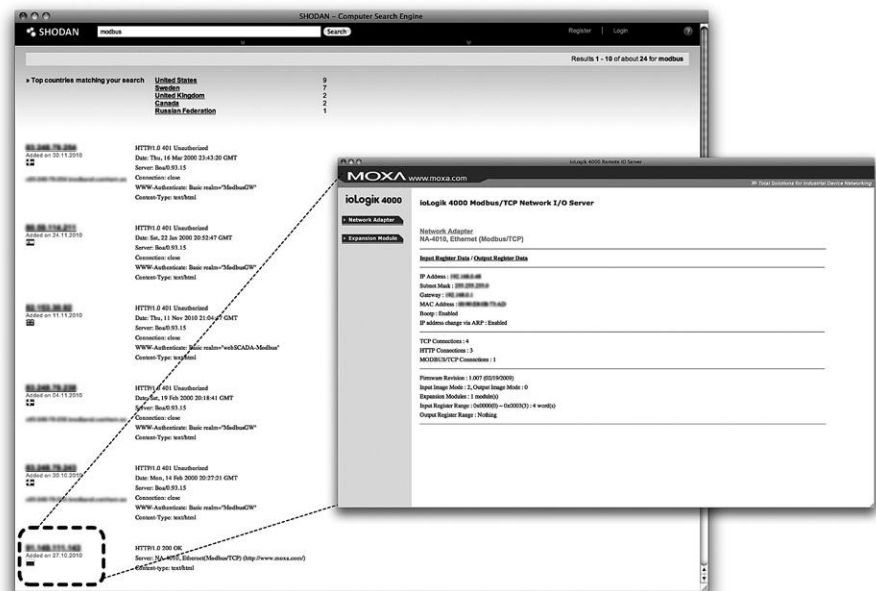 SHODAN – Computer Search Engine
SHODAN
modbus
Search
Register
Login
?
Results 1 - 10 of about 24 for modbus
» Top countries matching your search
United States 9
Sweden 7
United Kingdom 2
Canada 2
Russian Federation 1
Added on 30.11.2010
HTTP/1.0 401 Unauthorized
Date: Thu, 16 Mar 2000 23:43:20 GMT
Server: Boa/0.93.15
Connection: close
WWW-Authenticate: Basic realm="ModbusGW"
Content-Type: text/html
Added on 24.11.2010
HTTP/1.0 401 Unauthorized
Date: Sat, 22 Jan 2000 20:52:47 GMT
Server: Boa/0.93.15
Connection: close
WWW-Authenticate: Basic realm="ModbusGW"
Content-Type: text/html
Added on 11.11.2010
HTTP/1.0 401 Unauthorized
Date: Thu, 11 Nov 2010 21:04:47 GMT
Server: Boa/0.93.15
Connection: close
WWW-Authenticate: Basic realm="webSCADA-Modbus"
Content-Type: text/html
Added on 04.11.2010
HTTP/1.0 401 Unauthorized
Date: Sat, 19 Feb 2000 20:18:41 GMT
Server: Boa/0.93.15
Connection: close
WWW-Authenticate: Basic realm="ModbusGW"
Content-Type: text/html
Added on 30.10.2010
HTTP/1.0 401 Unauthorized
Date: Mon, 14 Feb 2000 20:27:21 GMT
Server: Boa/0.93.15
Connection: close
WWW-Authenticate: Basic realm="ModbusGW"
Content-Type: text/html
Added on 27.10.2010
HTTP/1.0 200 OK
Server: NA-4010, Ethernet(Modbus/TCP) (http://www.moxa.com/)
Content-type: text/html
ioLogik 4000 Remote IO Server
MOXA www.moxa.com
Total Solutions for Industrial Device Networking
ioLogik 4000
Network Adapter
Expansion Module
ioLogik 4000 Modbus/TCP Network I/O Server
Network Adapter
NA-4010, Ethernet (Modbus/TCP)
Input Register Data / Output Register Data
IP Address :
Subnet Mask :
Gateway :
MAC Address :
Bootp : Enabled
IP address change via ARP : Enabled
TCP Connections : 4
HTTP Connections : 3
MODBUS/TCP Connections : 1
Firmware Revision : 1.007 (02/19/2009)
Input Image Mode : 2, Output Image Mode : 0
Expansion Modules : 1 module(s)
Input Register Range : 0x0000(0) ~ 0x0003(3) : 4 word(s)
Output Register Range : Nothing